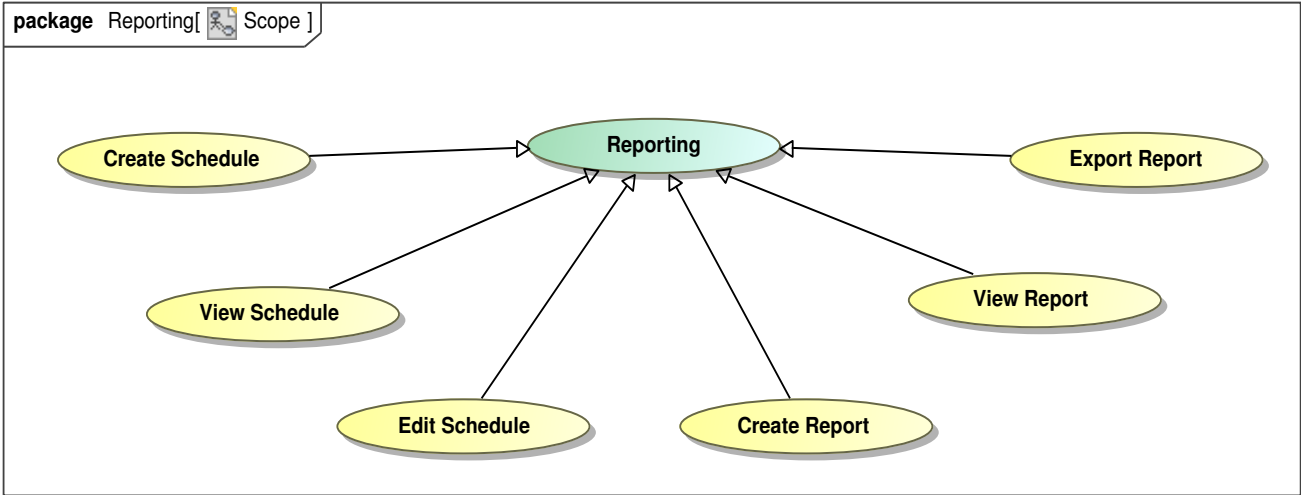 package Reporting[ Scope ]
Reporting
Create Schedule
Export Report
View Report
View Schedule
Edit Schedule
Create Report